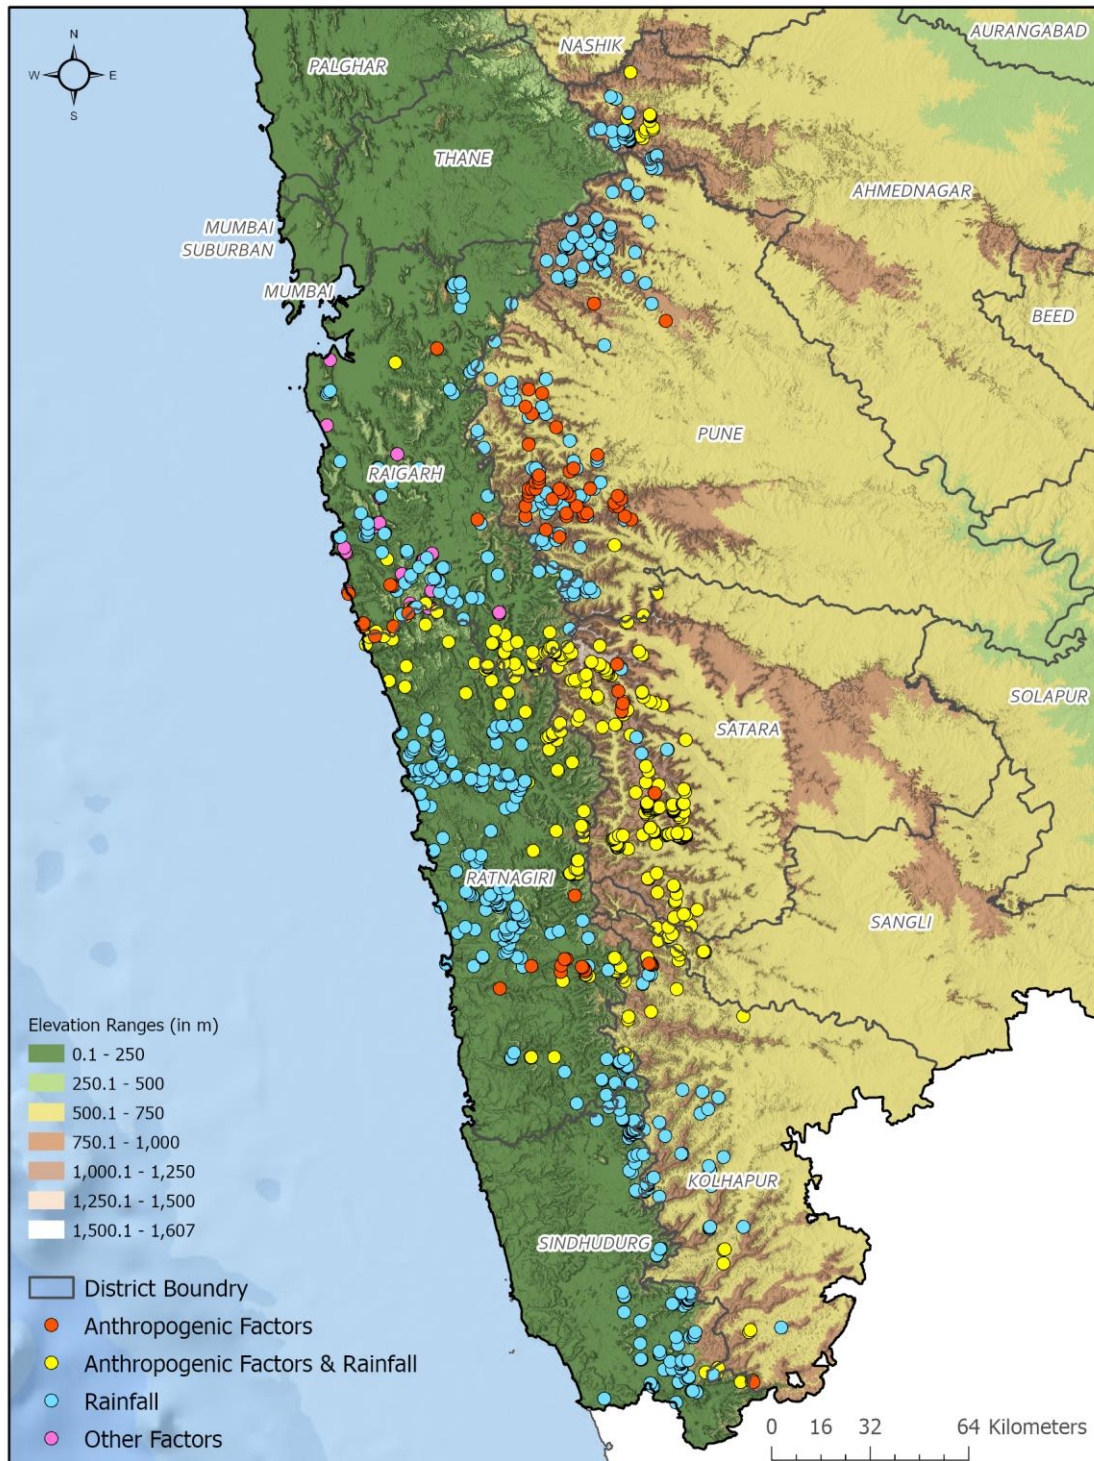 N
W E
S
NASHIK
AURANGABAD
PALGHAR
THANE
AHMEDNAGAR
MUMBAI
SUBURBAN
MUMBAI
BEED
PUNE
RAIGARH
SOLAPUR
SATARA
RATNAGIRI
SANGLI
KOLHAPUR
SINDHUDURG
Elevation Ranges (in m)
0.1 - 250
250.1 - 500
500.1 - 750
750.1 - 1,000
1,000.1 - 1,250
1,250.1 - 1,500
1,500.1 - 1,607
District Boundry
Anthropogenic Factors
Anthropogenic Factors & Rainfall
Rainfall
Other Factors
0 16 32 64 Kilometers